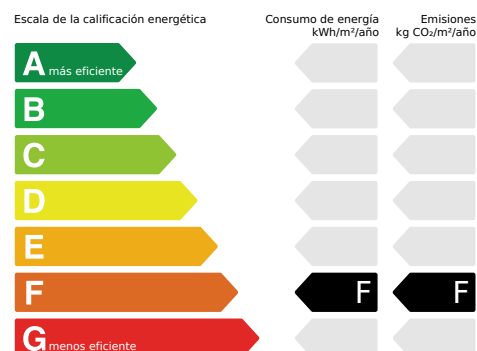 Escala de la calificación energética
Consumo de energía
kWh/m²/año
Emisiones
kg CO₂/m²/año
A más eficiente
B
C
D
E
F
F
F
G menos eficiente